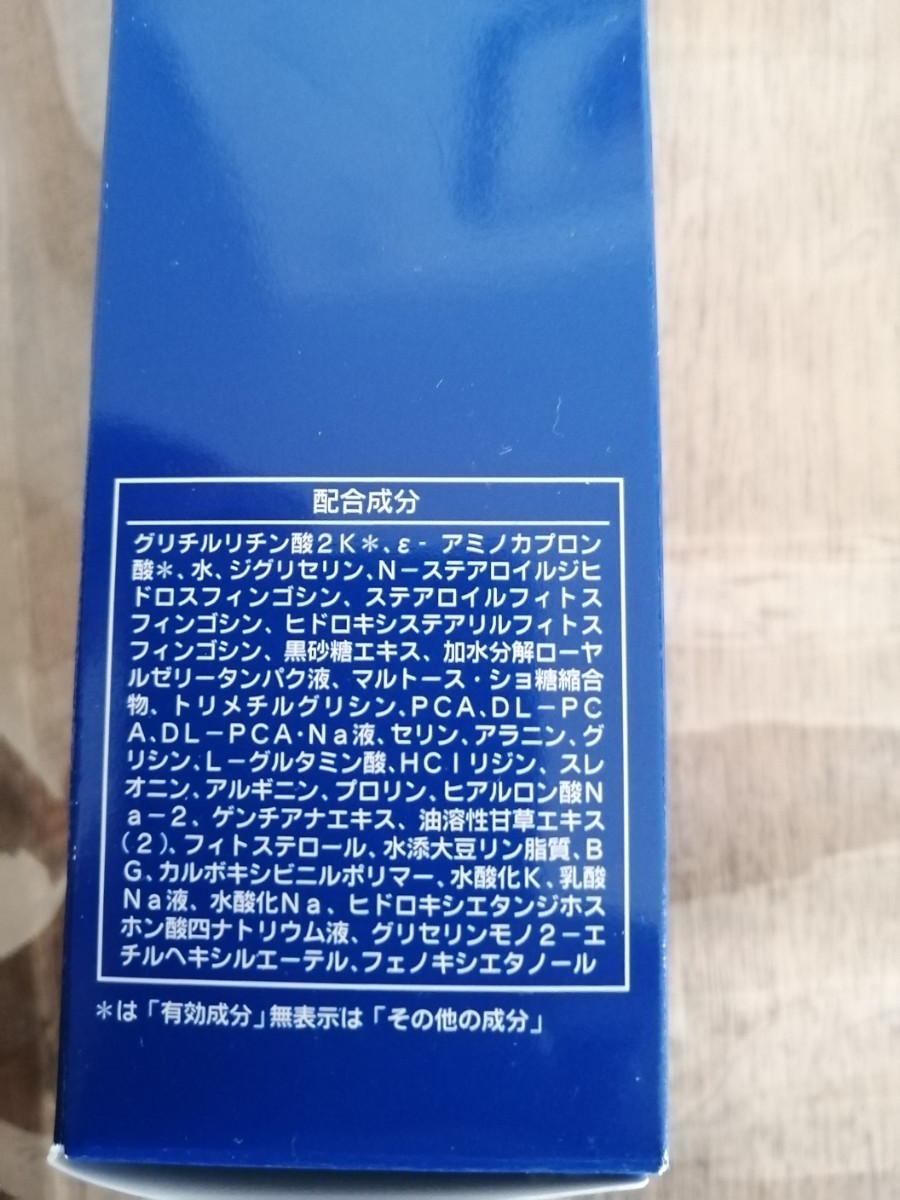 配合成分
グリチルリチン酸2K＊、ε- アミノカプロン
酸＊、水、ジグリセリン、N－ステアロイルジヒ
ドロスフィンゴシン、ステアロイルフィトス
フィンゴシン、ヒドロキシステアリルフィトス
フィンゴシン、黒砂糖エキス、加水分解ローヤ
ルゼリータンパク液、マルトース・ショ糖縮合
物、トリメチルグリシン、PCA、DL－PC
A、DL－PCA・Na液、セリン、アラニン、グ
リシン、L－グルタミン酸、HClリジン、スレ
オニン、アルギニン、プロリン、ヒアルロン酸N
a－2、ゲンチアナエキス、油溶性甘草エキス
(2)、フィトステロール、水添大豆リン脂質、B
G、カルボキシビニルポリマー、水酸化K、乳酸
Na液、水酸化Na、ヒドロキシエタンジホス
ホン酸四ナトリウム液、グリセリンモノ2－エ
チルヘキシルエーテル、フェノキシエタノール
＊は「有効成分」無表示は「その他の成分」